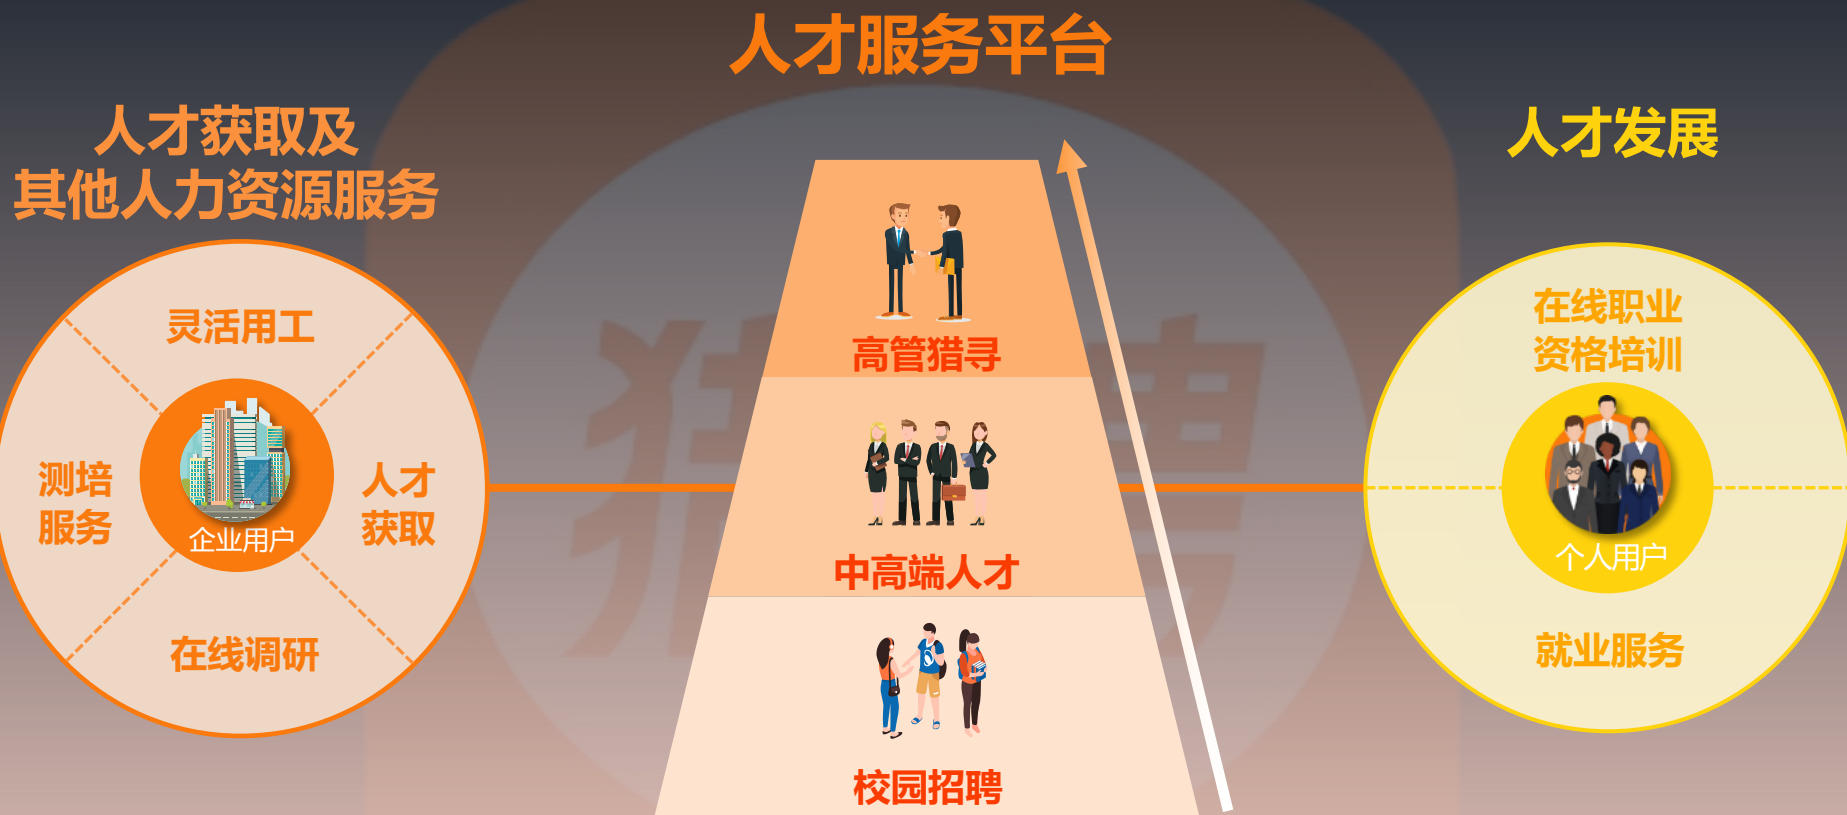 人才服务平台
人才获取及
其他人力资源服务
灵活用工
测培
服务
企业用户
人才
获取
在线调研
猎聘
高管猎寻
中高端人才
校园招聘
人才发展
在线职业
资格培训
个人用户
就业服务